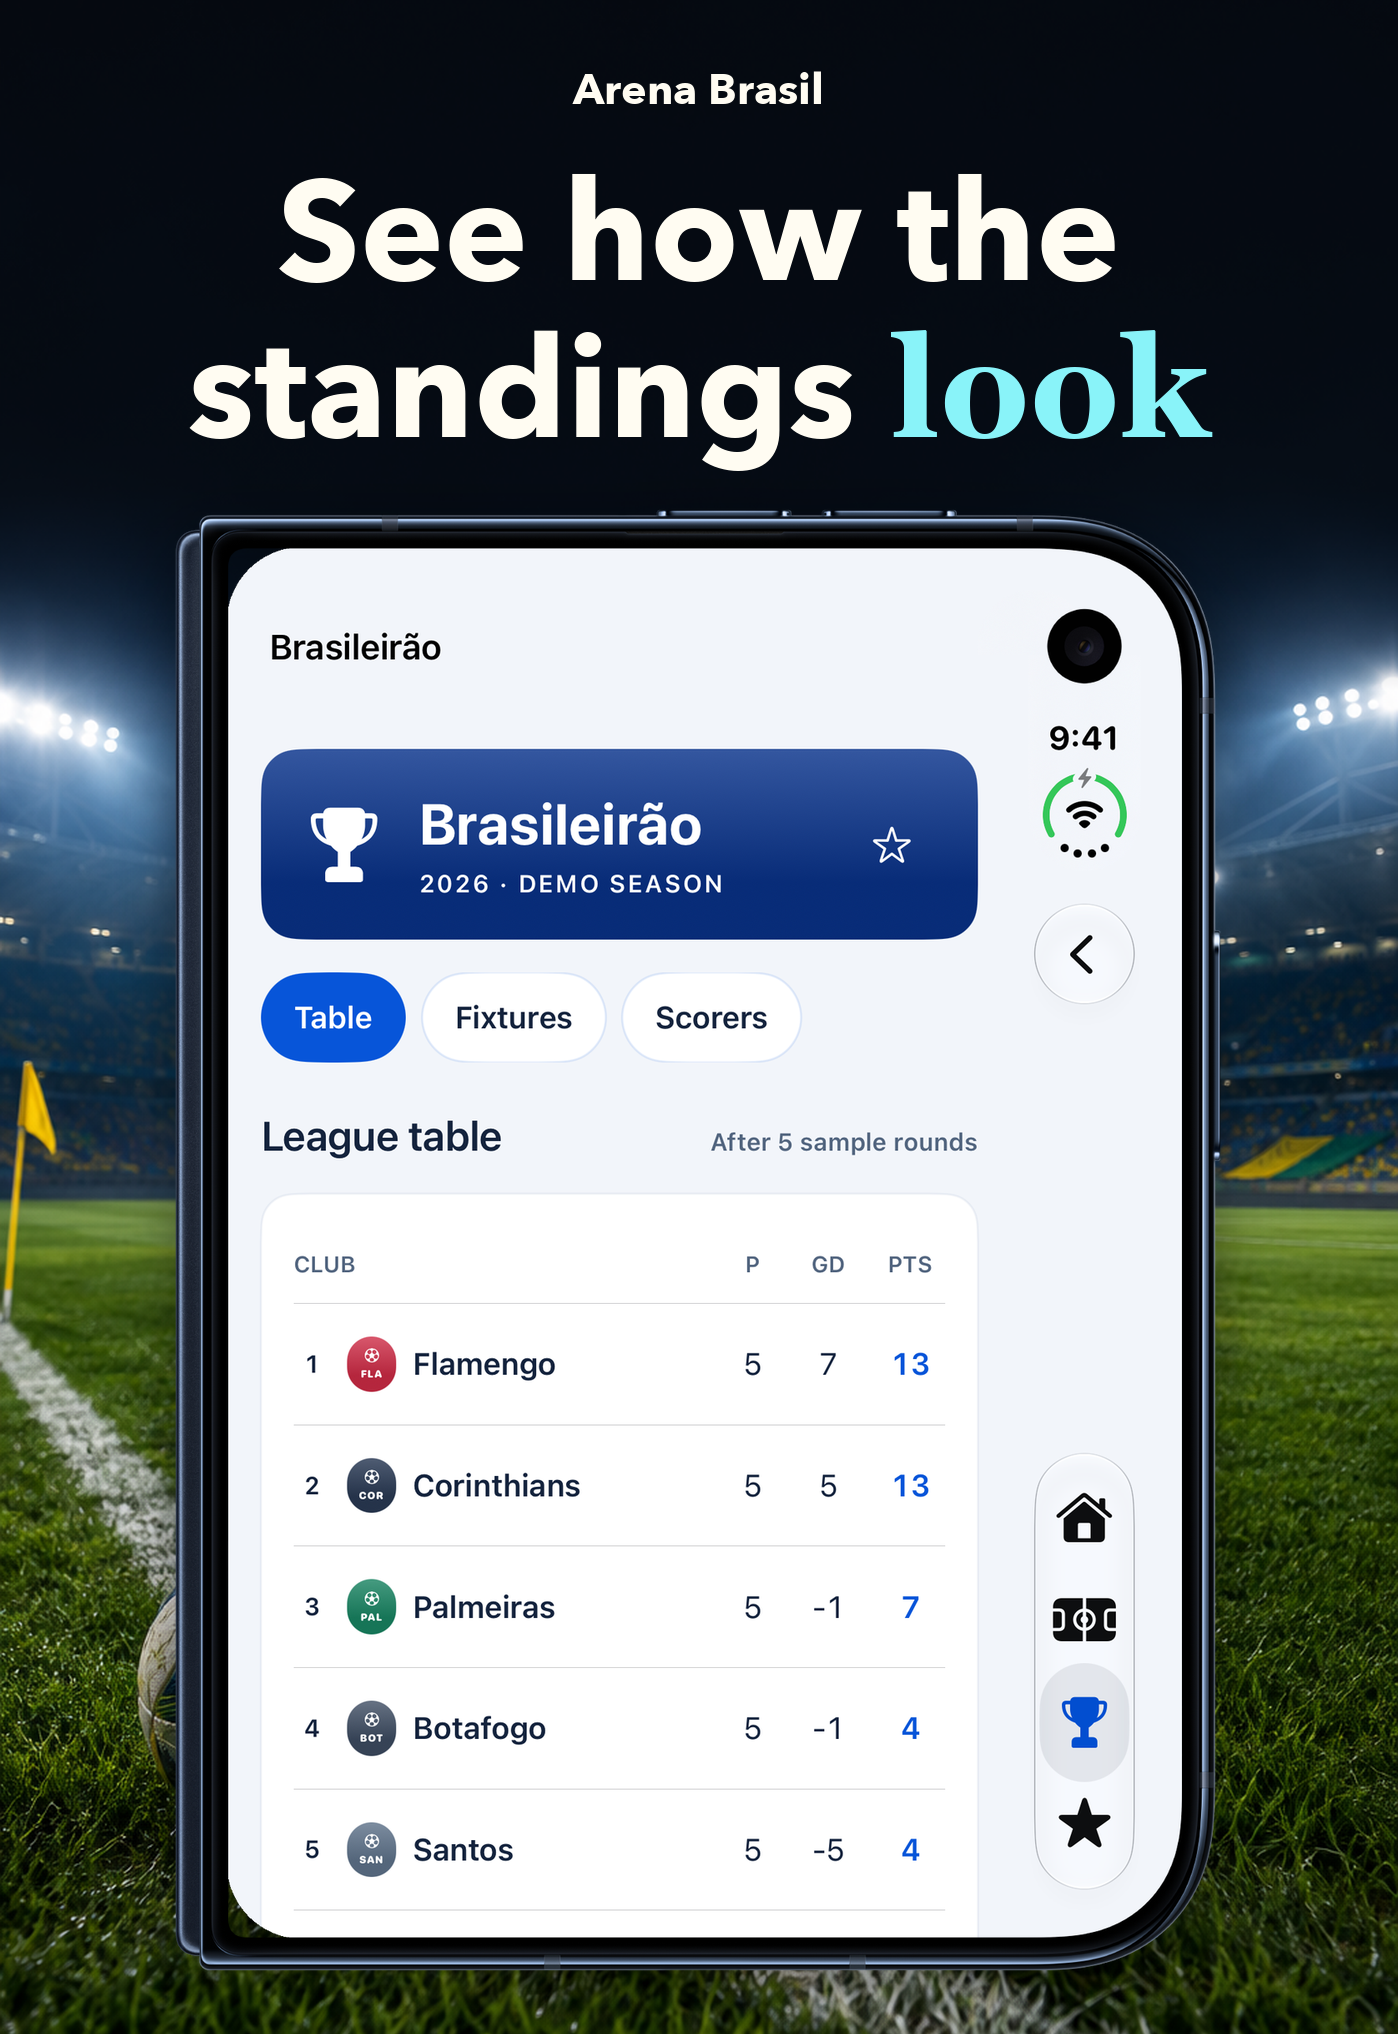 Arena Brasil
See how the
standings look
Brasileirão
9:41
Brasileirão
2026 · DEMO SEASON
Table Fixtures Scorers
League table After 5 sample rounds
CLUB P GD PTS
1 FLA Flamengo 5 7 13
2 COR Corinthians 5 5 13
3 PAL Palmeiras 5 -1 7
4 BOT Botafogo 5 -1 4
5 SAN Santos 5 -5 4